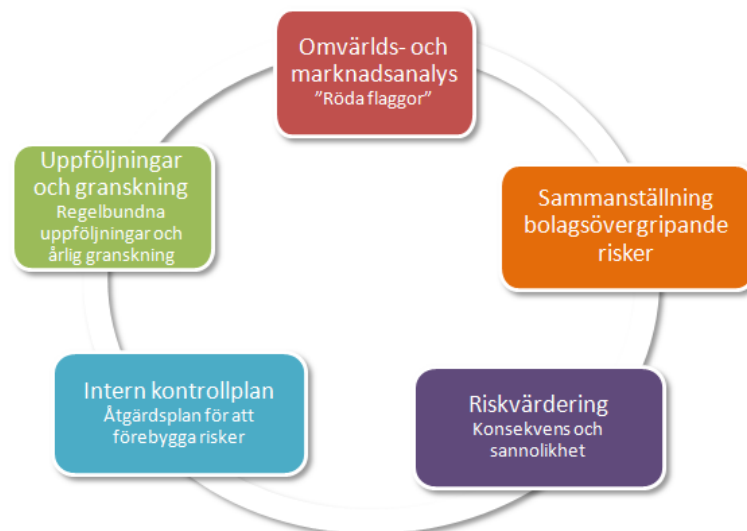 Omvärlds- och
marknadsanalys
”Röda flaggor”
Sammanställning
bolagsövergripande
risker
Riskvärdering
Konsekvens och
sannolikhet
Intern kontrollplan
Åtgärdsplan för att
förebygga risker
Uppföljningar
och granskning
Regelbundna
uppföljningar och
årlig granskning